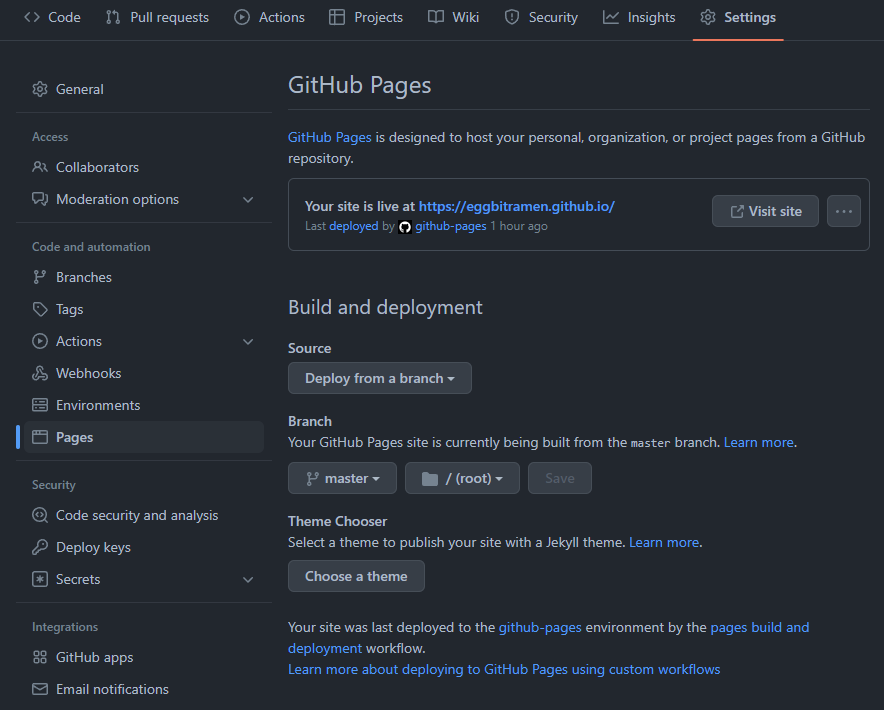 Code Pull requests Actions Projects Wiki Security Insights Settings
General
Access
Collaborators
Moderation options
Code and automation
Branches
Tags
Actions
Webhooks
Environments
Pages
Security
Code security and analysis
Deploy keys
Secrets
Integrations
GitHub apps
Email notifications
GitHub Pages
GitHub Pages is designed to host your personal, organization, or project pages from a GitHub
repository.
Your site is live at https://eggbitramen.github.io/
Last deployed by github-pages 1 hour ago
Visit site
Build and deployment
Source
Deploy from a branch
Branch
Your GitHub Pages site is currently being built from the master branch. Learn more.
master / (root) Save
Theme Chooser
Select a theme to publish your site with a Jekyll theme. Learn more.
Choose a theme
Your site was last deployed to the github-pages environment by the pages build and
deployment workflow.
Learn more about deploying to GitHub Pages using custom workflows